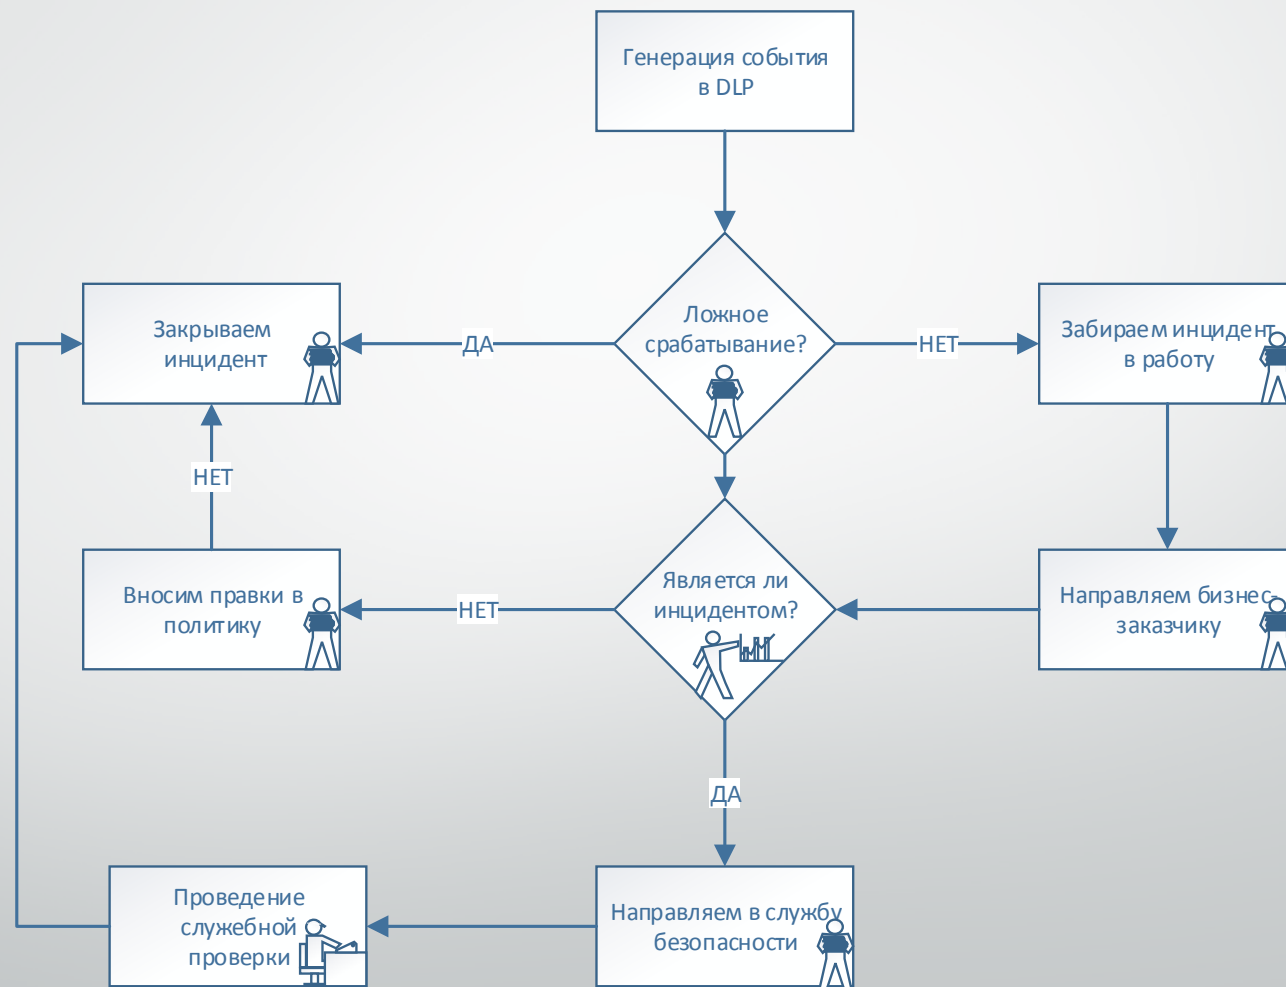 Генерация события
в DLP
Ложное
срабатывание?
ДА
НЕТ
Закрываем
инцидент
Забираем инцидент
в работу
НЕТ
Вносим правки в
политику
НЕТ
Является ли
инцидентом?
Направляем бизнес-
заказчику
ДА
Проведение
служебной
проверки
Направляем в службу
безопасности